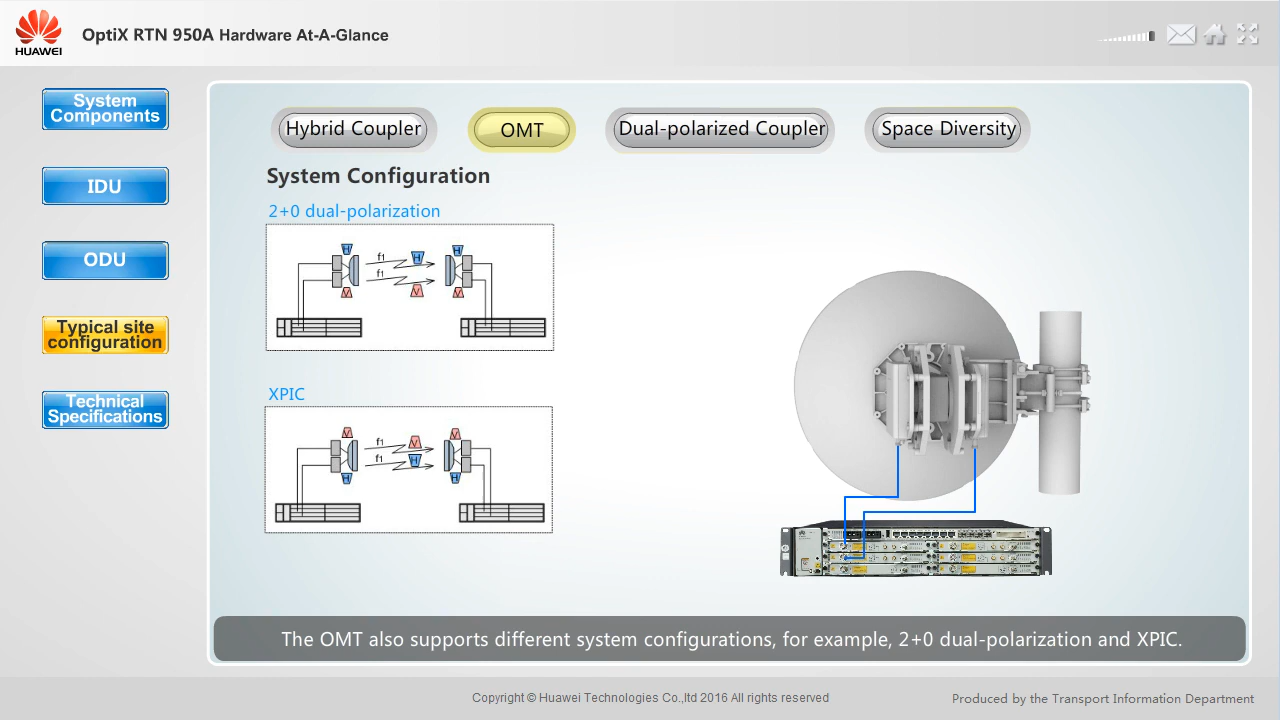 HUAWEI
OptiX RTN 950A Hardware At-A-Glance
System
Components
IDU
ODU
Typical site
configuration
Technical
Specifications
Hybrid Coupler
OMT
Dual-polarized Coupler
Space Diversity
System Configuration
2+0 dual-polarization
H
f1
H
H
f1
V
V
V
XPIC
V
f1
V
V
f1
H
H
H
The OMT also supports different system configurations, for example, 2+0 dual-polarization and XPIC.
Copyright © Huawei Technologies Co.,ltd 2016 All rights reserved
Produced by the Transport Information Department